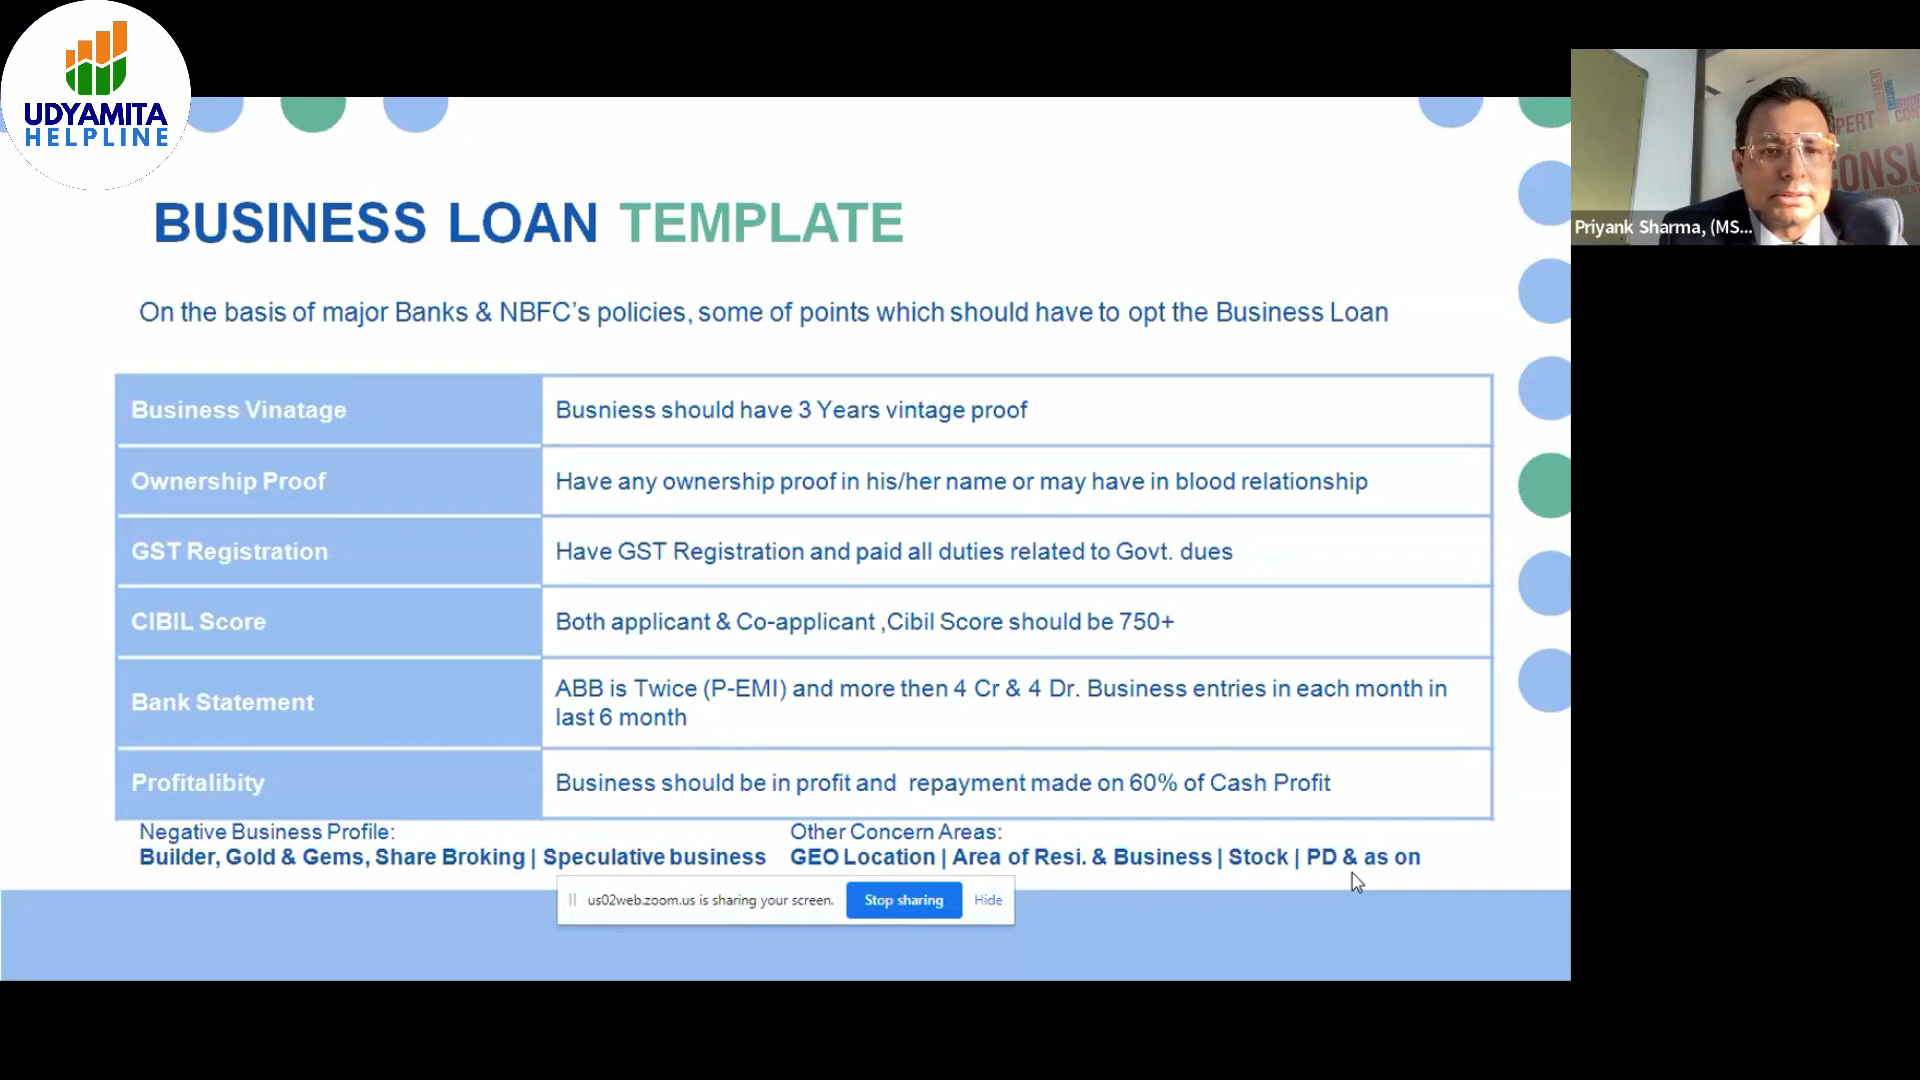 UDYAMITA
HELPLINE
BUSINESS LOAN TEMPLATE
On the basis of major Banks & NBFC's policies, some of points which should have to opt the Business Loan
Business Vinatage
Busniess should have 3 Years vintage proof
Ownership Proof
Have any ownership proof in his/her name or may have in blood relationship
GST Registration
Have GST Registration and paid all duties related to Govt. dues
CIBIL Score
Both applicant & Co-applicant ,Cibil Score should be 750+
Bank Statement
ABB is Twice (P-EMI) and more then 4 Cr & 4 Dr. Business entries in each month in
last 6 month
Profitalibity
Business should be in profit and repayment made on 60% of Cash Profit
Negative Business Profile:
Builder, Gold & Gems, Share Broking | Speculative business
Other Concern Areas:
GEO Location | Area of Resi. & Business | Stock | PD & as on
us02web.zoom.us is sharing your screen.
Stop sharing
Hide
PERT
CONSU
Priyank Sharma, (MS...